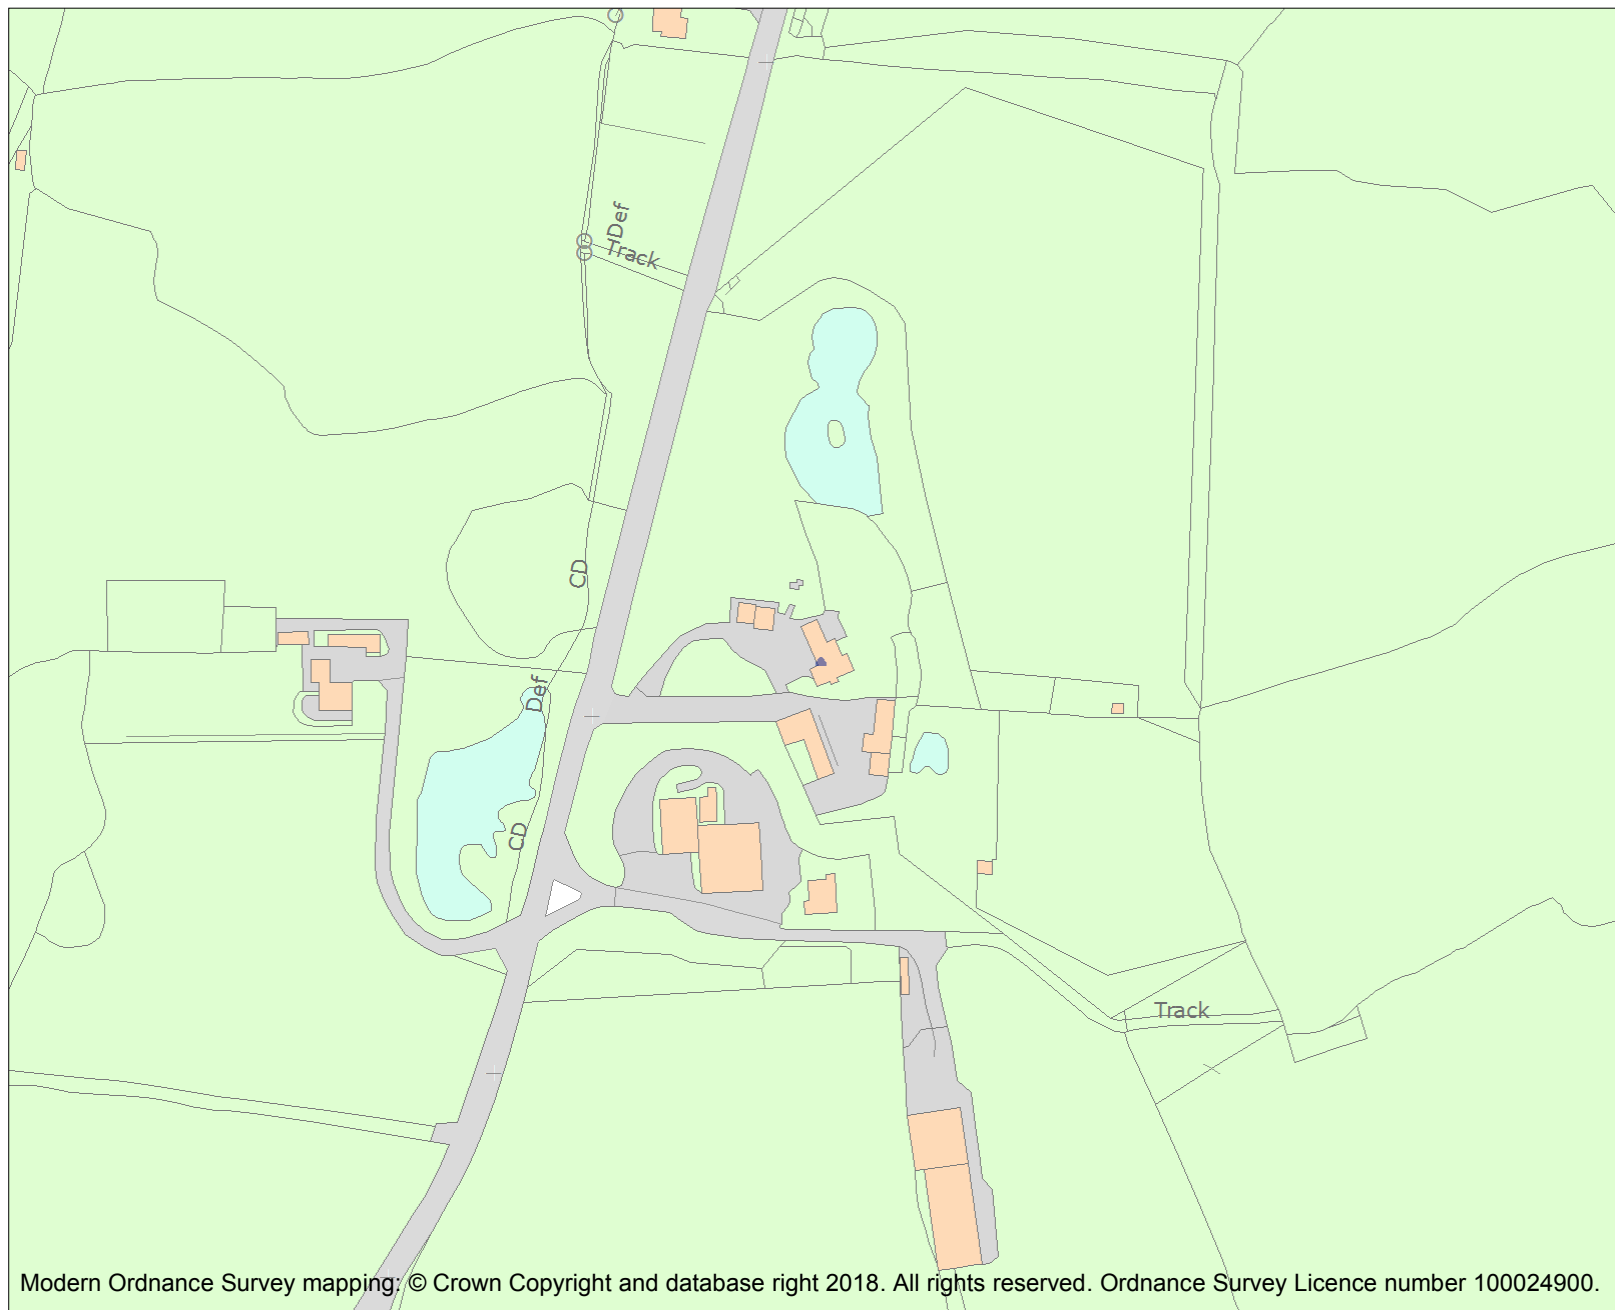 Def
Track
CD
Def
CD
Track
Modern Ordnance Survey mapping: © Crown Copyright and database right 2018. All rights reserved. Ordnance Survey Licence number 100024900.